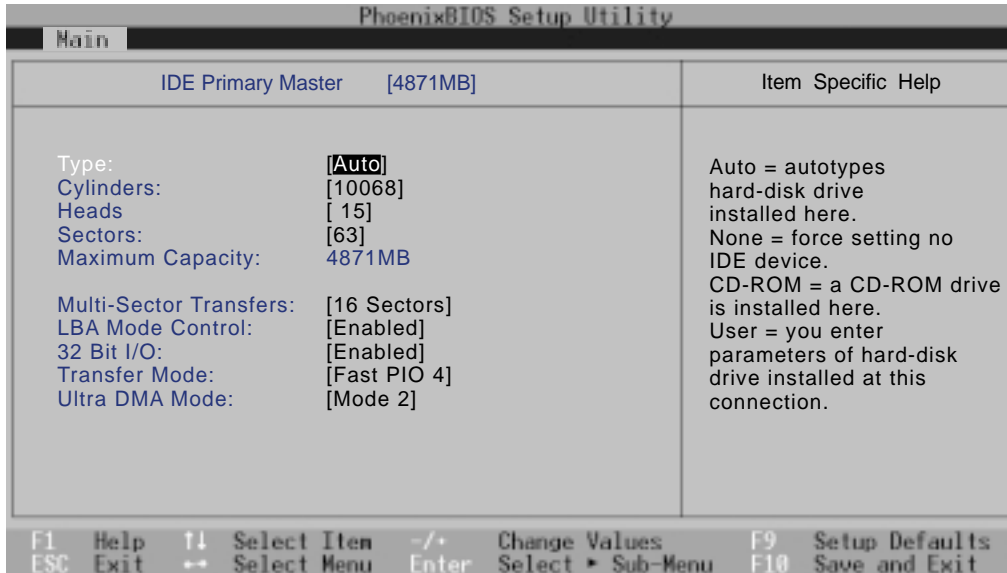 PhoenixBIOS Setup Utility
Main
IDE Primary Master [4871MB]
Type: [Auto]
Cylinders: [10068]
Heads [ 15]
Sectors: [63]
Maximum Capacity: 4871MB
Multi-Sector Transfers: [16 Sectors]
LBA Mode Control: [Enabled]
32 Bit I/O: [Enabled]
Transfer Mode: [Fast PIO 4]
Ultra DMA Mode: [Mode 2]
Item Specific Help
Auto = autotypes
hard-disk drive
installed here.
None = force setting no
IDE device.
CD-ROM = a CD-ROM drive
is installed here.
User = you enter
parameters of hard-disk
drive installed at this
connection.
F1 Help ↑↓ Select Item -/+ Change Values F9 Setup Defaults
ESC Exit ←→ Select Menu Enter Select ► Sub-Menu F10 Save and Exit